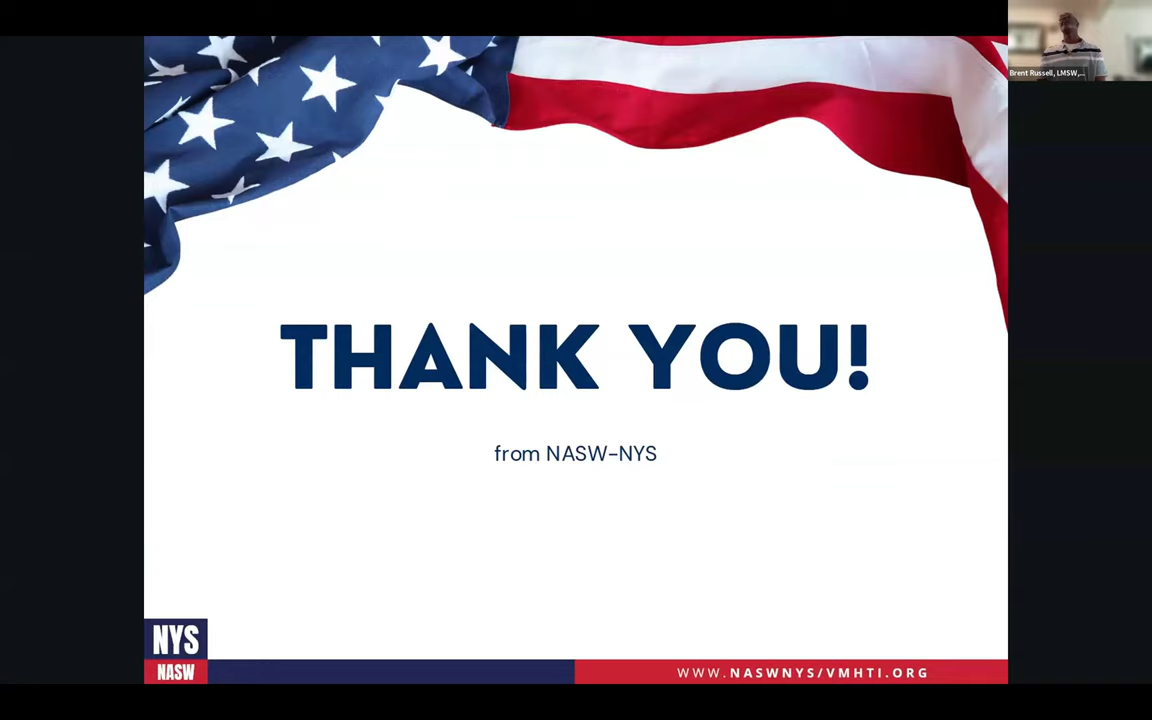 Brent Russell, LMSW,...
THANK YOU!
from NASW-NYS
NYS
NASW
WWW.NASWNYS/VMHTI.ORG